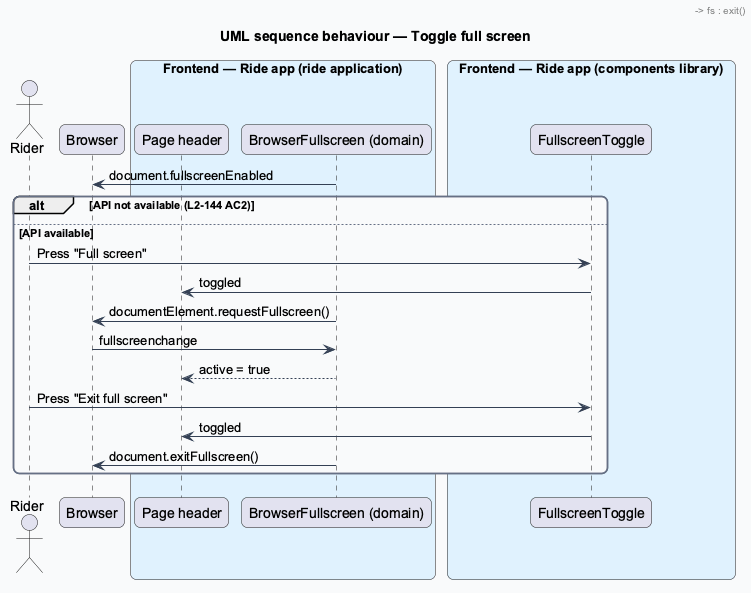 -> fs : exit()
UML sequence behaviour — Toggle full screen
Frontend — Ride app (ride application)
Frontend — Ride app (components library)
Rider
Browser
Page header
BrowserFullscreen (domain)
FullscreenToggle
document.fullscreenEnabled
alt
[API not available (L2-144 AC2)]
[API available]
Press "Full screen"
toggled
documentElement.requestFullscreen()
fullscreenchange
active = true
Press "Exit full screen"
toggled
document.exitFullscreen()
Rider
Browser
Page header
BrowserFullscreen (domain)
FullscreenToggle